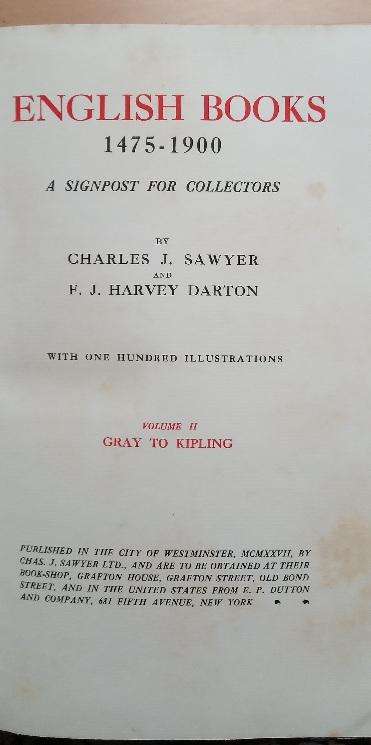 ENGLISH BOOKS
1475-1900
A SIGNPOST FOR COLLECTORS
BY
CHARLES J. SAWYER
AND
F. J. HARVEY DARTON
WITH ONE HUNDRED ILLUSTRATIONS
VOLUME II
GRAY TO KIPLING
PUBLISHED IN THE CITY OF WESTMINSTER, MCMXXVII, BY
CHAS. J. SAWYER LTD., AND ARE TO BE OBTAINED AT THEIR
BOOK-SHOP, GRAFTON HOUSE, GRAFTON STREET, OLD BOND
STREET, AND IN THE UNITED STATES FROM E. P. DUTTON
AND COMPANY, 681 FIFTH AVENUE, NEW YORK